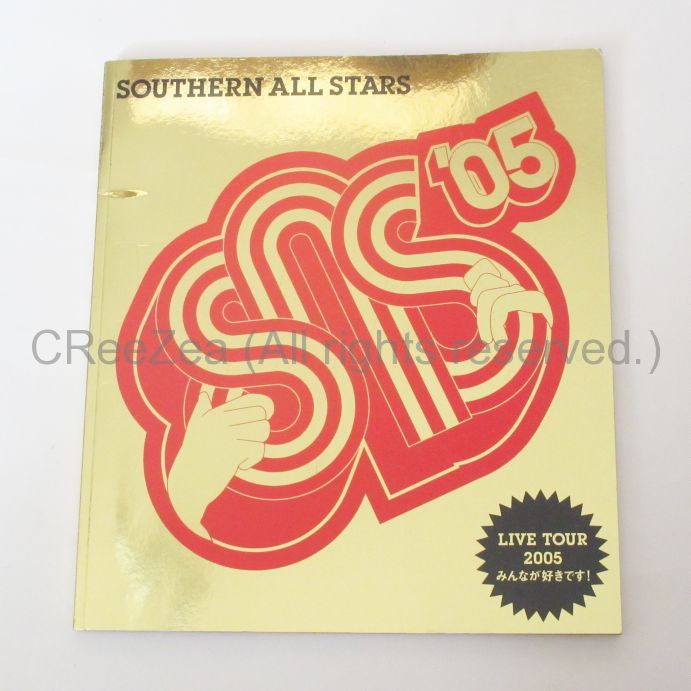 SOUTHERN ALL STARS
'05
SAS
CReeZea (All rights reserved.)
LIVE TOUR
2005
みんなが好きです!